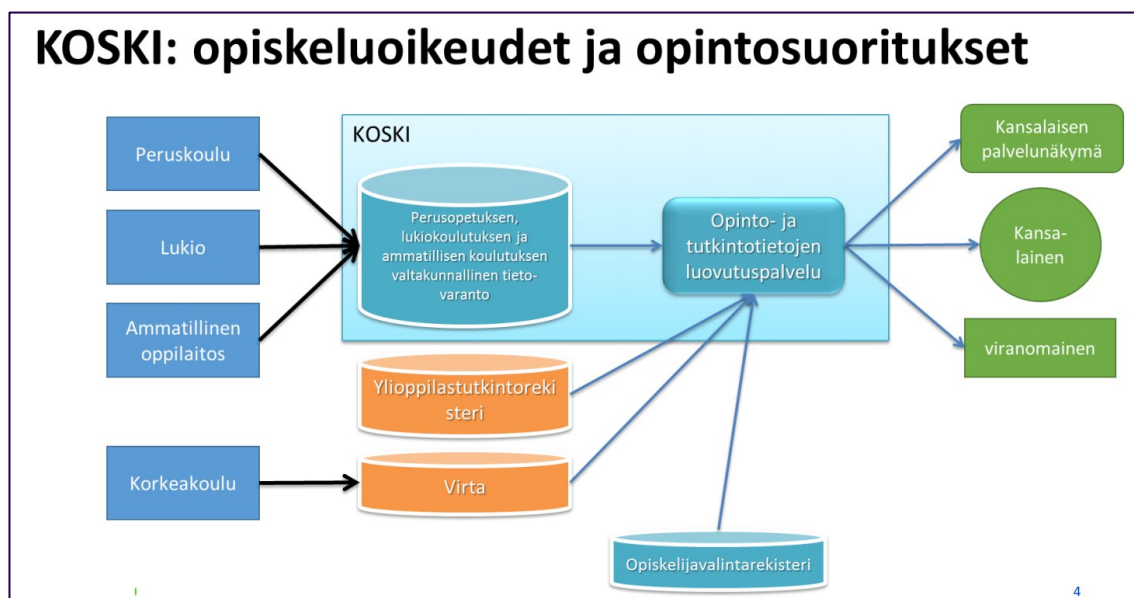 KOSKI: opiskeluoikeudet ja opintosuoritukset
Peruskoulu
Lukio
Ammatillinen
oppilaitos
Korkeakoulu
KOSKI
Perusopetuksen,
lukiokoulutuksen ja
ammatillisen koulutuksen
valtakunnallinen tieto-
varanto
Opinto- ja
tutkintotietojen
luovutuspalvelu
Ylioppilastutkintoreki
steri
Virta
Opiskelijavalintarekisteri
Kansalaisen
palvelunäkymä
Kansa-
lainen
viranomainen
4